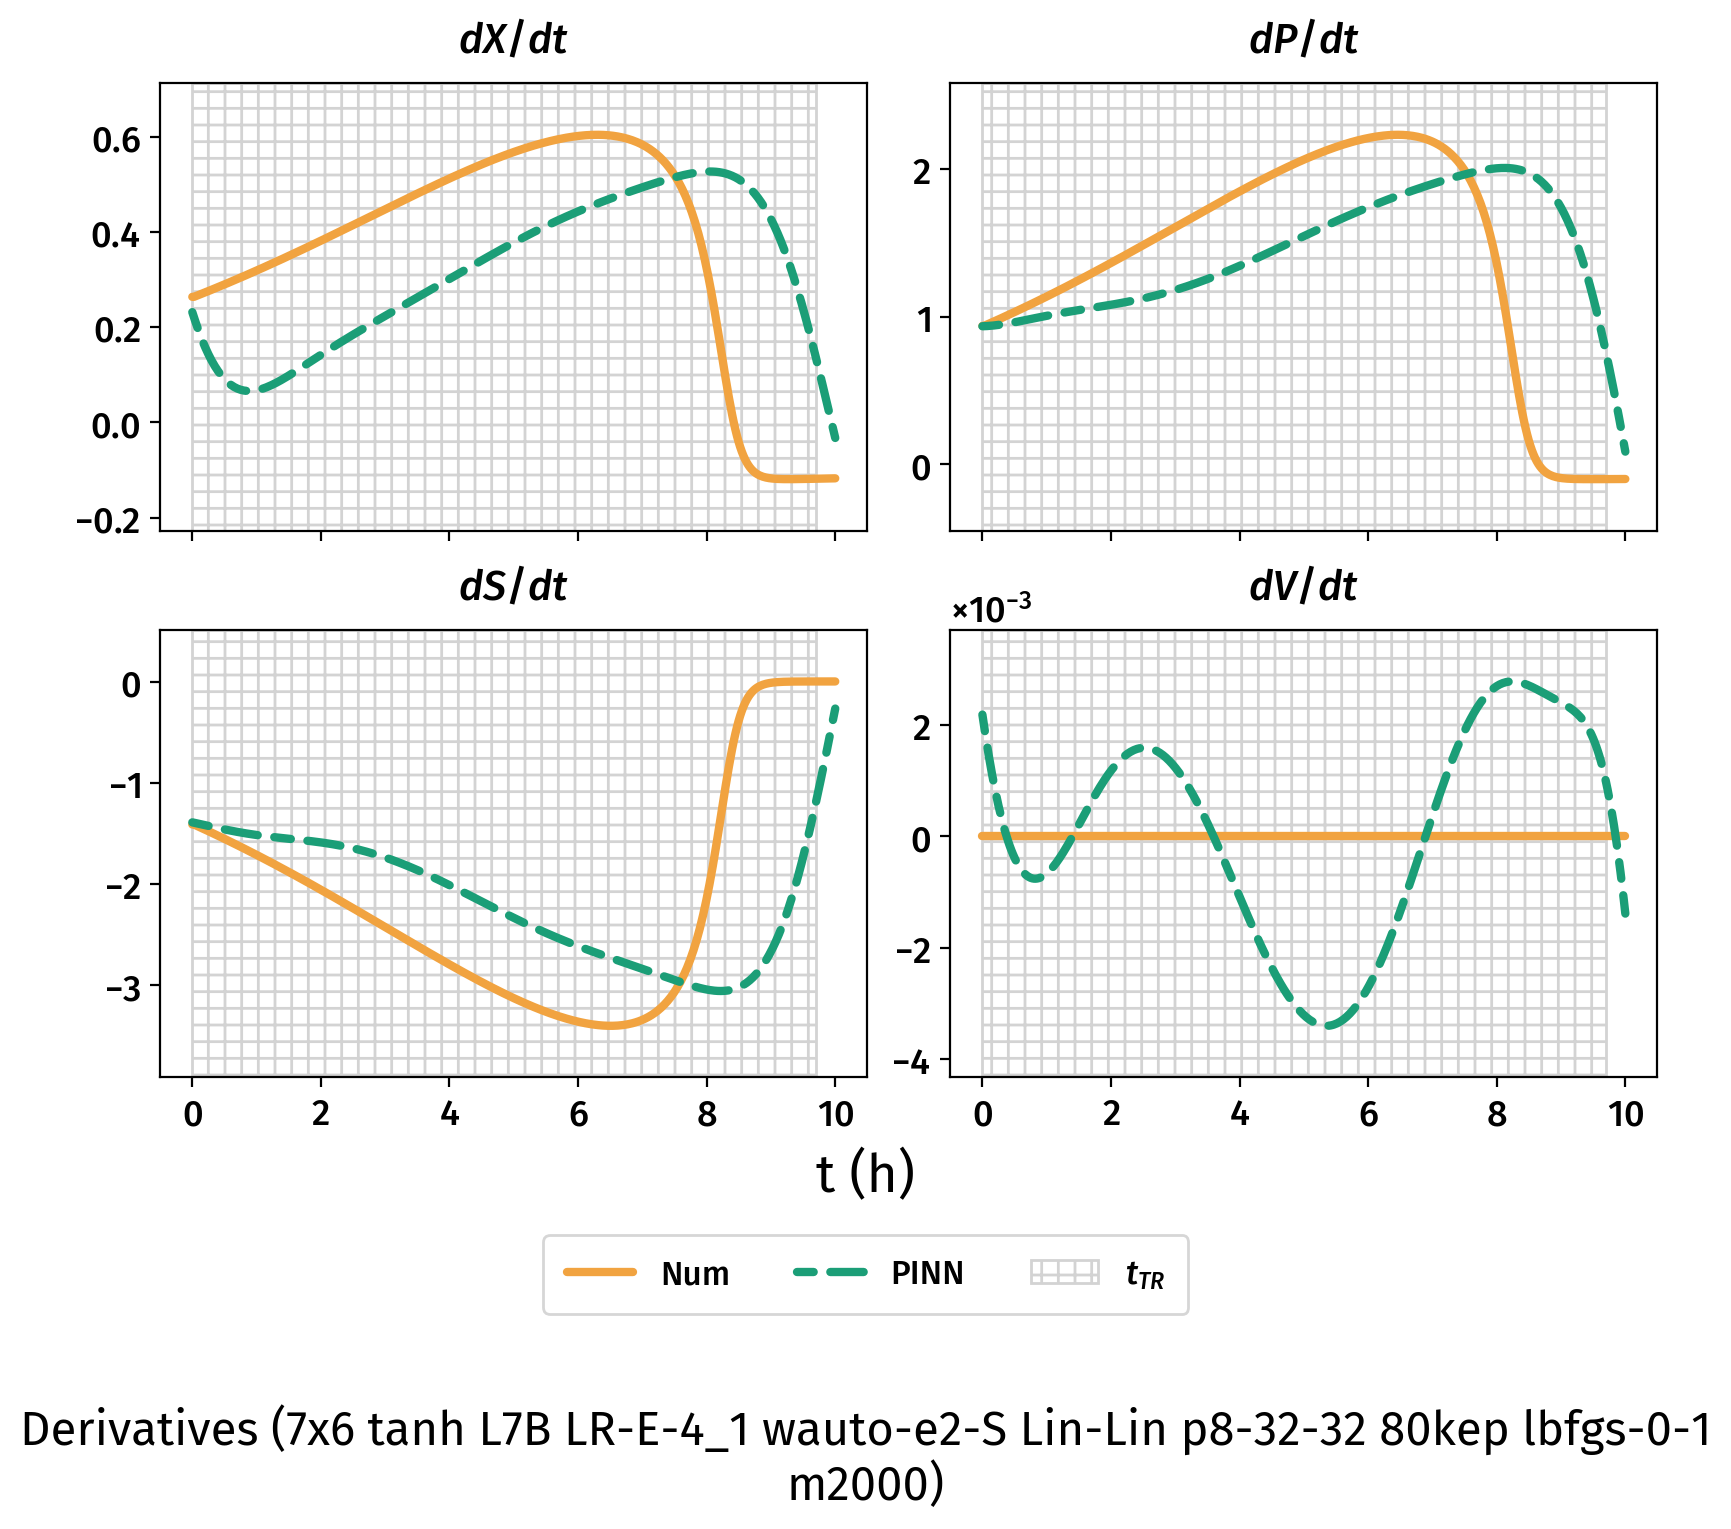 dX/dt
dP/dt
0.6
0.4
0.2
0.0
−0.2
2
1
0
dS/dt
dV/dt
×10⁻³
0
−1
−2
−3
2
0
−2
−4
0 2 4 6 8 10
0 2 4 6 8 10
t (h)
Num PINN t_TR
Derivatives (7x6 tanh L7B LR-E-4_1 wauto-e2-S Lin-Lin p8-32-32 80kep lbfgs-0-1
m2000)